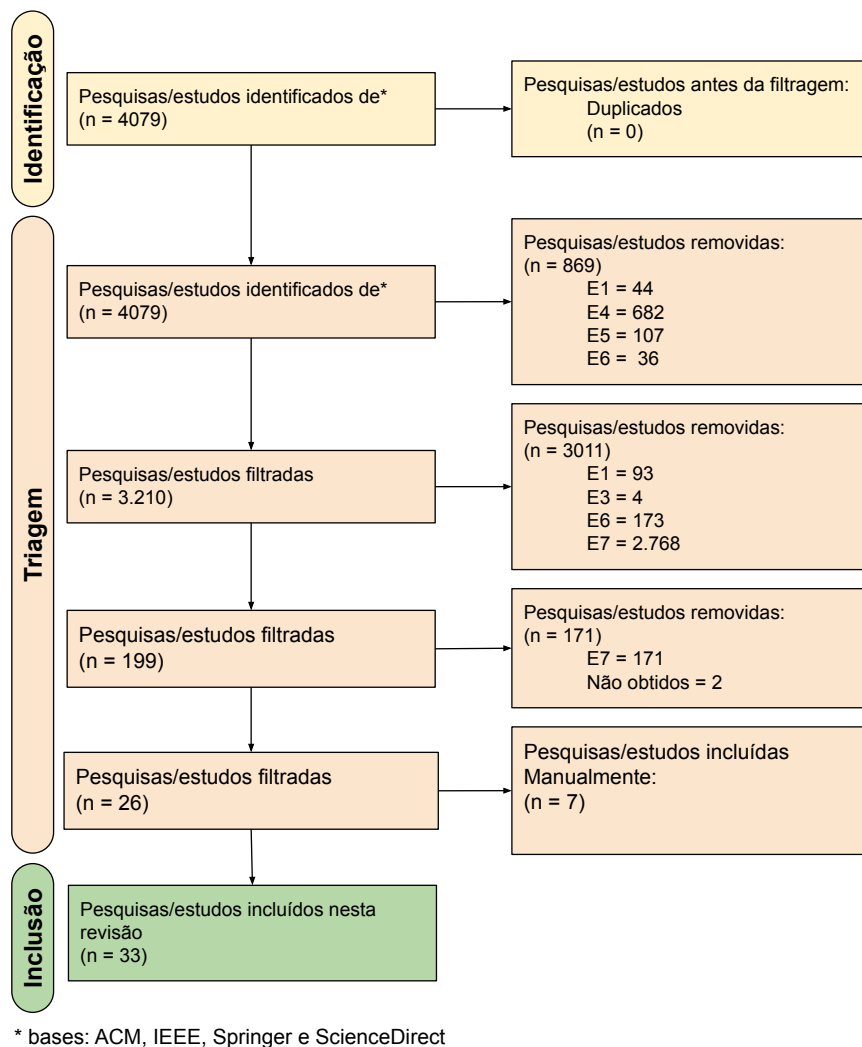 Identificação
Pesquisas/estudos identificados de*
(n = 4079)
Pesquisas/estudos antes da filtragem:
Duplicados
(n = 0)
Triagem
Pesquisas/estudos identificados de*
(n = 4079)
Pesquisas/estudos removidas:
(n = 869)
E1 = 44
E4 = 682
E5 = 107
E6 = 36
Pesquisas/estudos filtradas
(n = 3.210)
Pesquisas/estudos removidas:
(n = 3011)
E1 = 93
E3 = 4
E6 = 173
E7 = 2.768
Pesquisas/estudos filtradas
(n = 199)
Pesquisas/estudos removidas:
(n = 171)
E7 = 171
Não obtidos = 2
Pesquisas/estudos filtradas
(n = 26)
Pesquisas/estudos incluídas
Manualmente:
(n = 7)
Inclusão
Pesquisas/estudos incluídos nesta
revisão
(n = 33)
* bases: ACM, IEEE, Springer e ScienceDirect